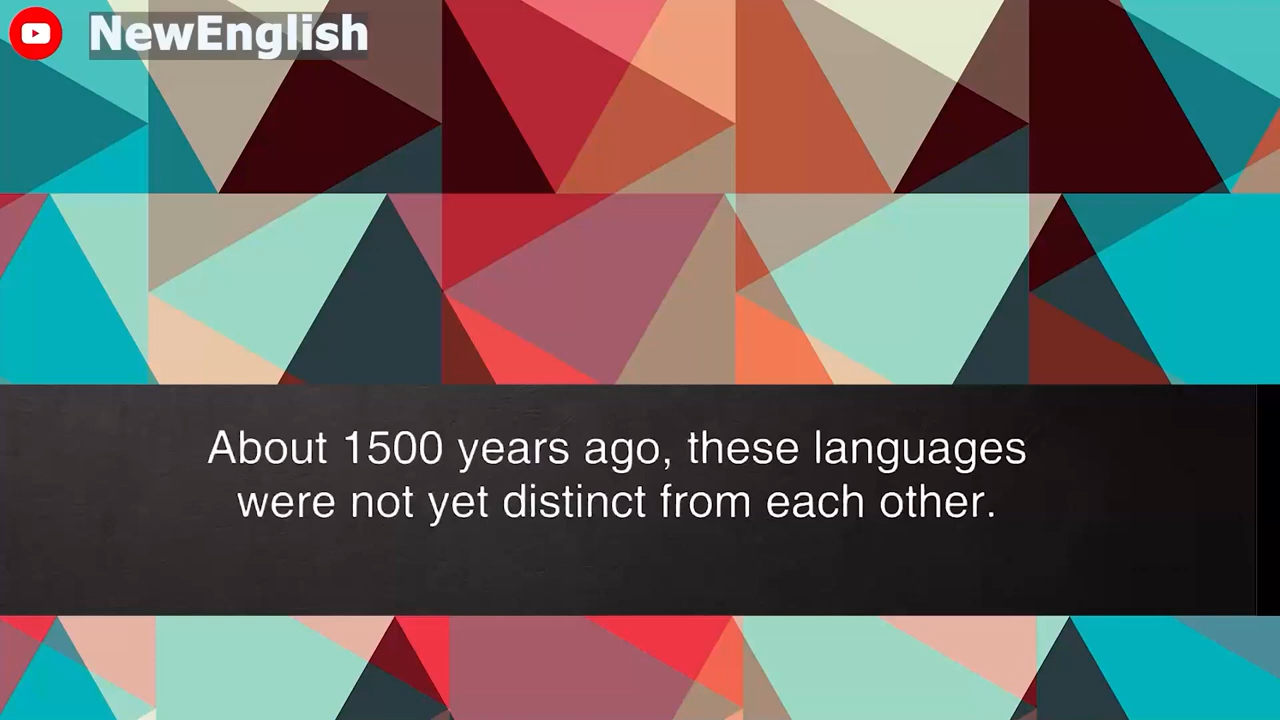 NewEnglish
About 1500 years ago, these languages
were not yet distinct from each other.